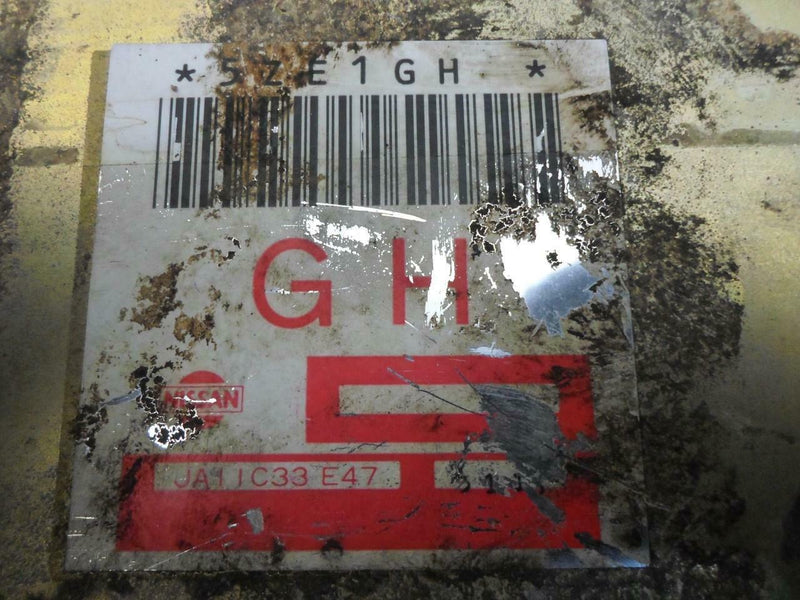 *5ZE1GH *
GH
NISSAN
JA11C33 E47